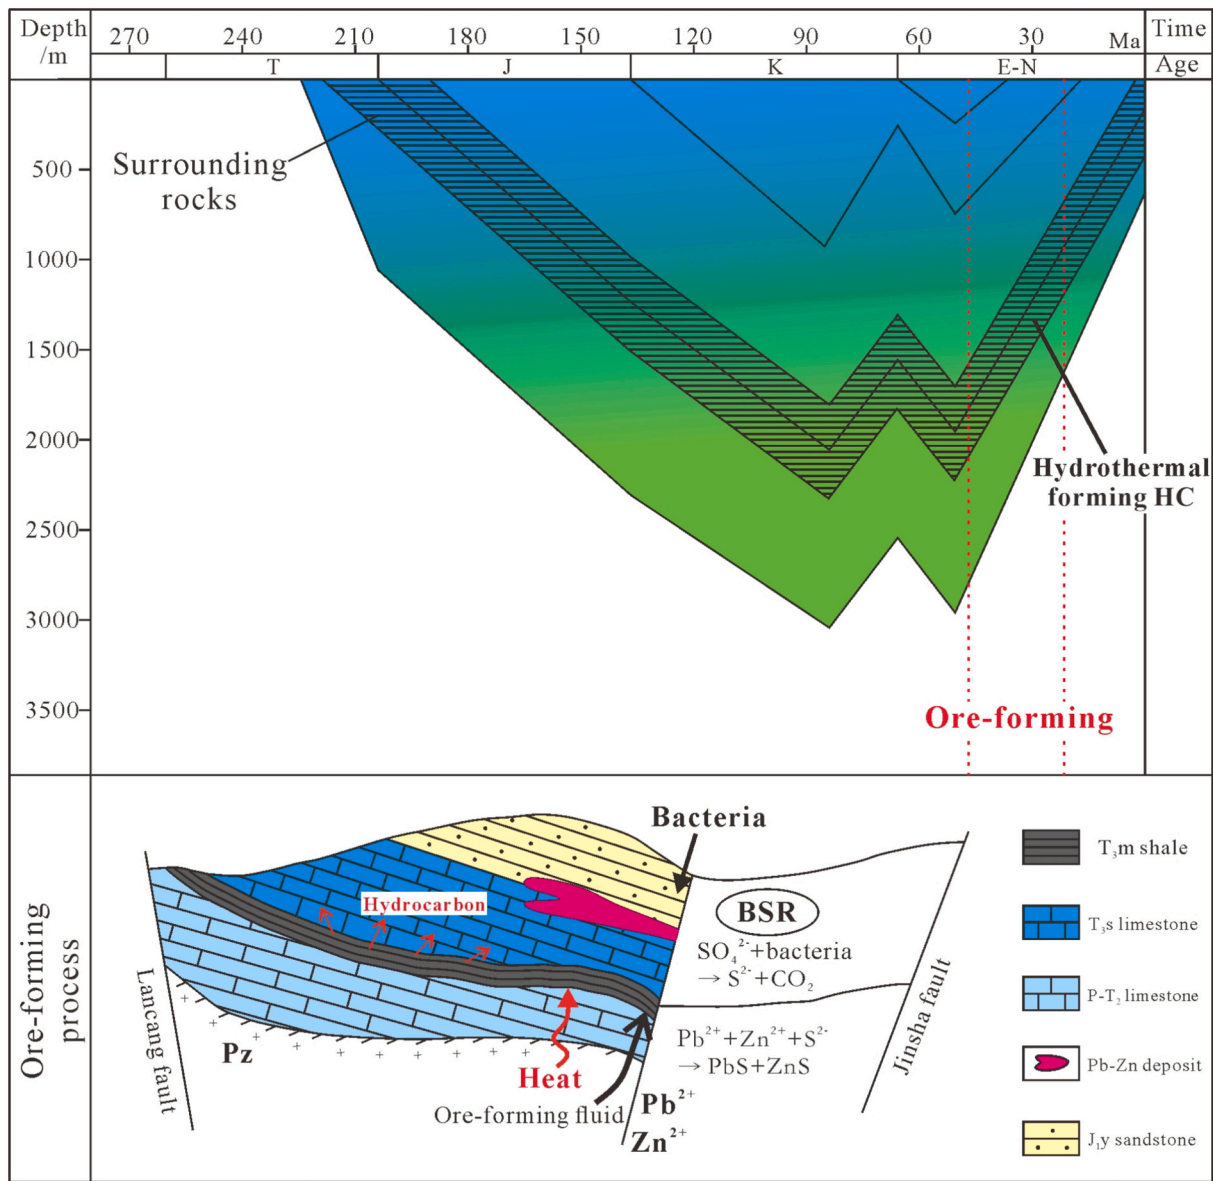 Depth
/m
270 240 210 180 150 120 90 60 30 Ma
Time
T J K E-N
Age
Surrounding
rocks
500
1000
1500
2000
2500
3000
3500
Hydrothermal
forming HC
Ore-forming
Ore-forming
process
Bacteria
Hydrocarbon
BSR
SO₄²⁻+bacteria
→ S²⁻+CO₂
Pb²⁺+Zn²⁺+S²⁻
→ PbS+ZnS
Lancang fault
Pz
Heat
Ore-forming fluid
Pb²⁺
Zn²⁺
Jinsha fault
T₃m shale
T₃s limestone
P-T₂ limestone
Pb-Zn deposit
J₁y sandstone